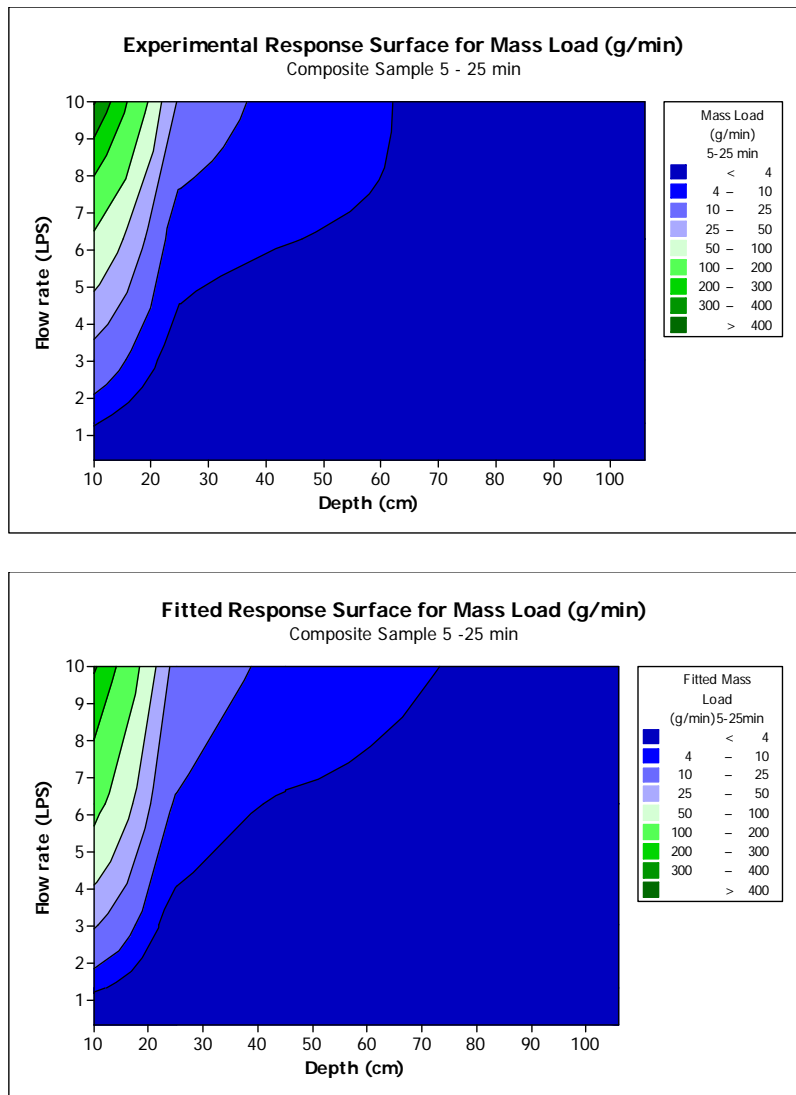 Experimental Response Surface for Mass Load (g/min)
Composite Sample 5 - 25 min
10
9
8
7
6
5
4
3
2
1
Flow rate (LPS)
10 20 30 40 50 60 70 80 90 100
Depth (cm)
Mass Load
(g/min)
5-25 min
< 4
4 – 10
10 – 25
25 – 50
50 – 100
100 – 200
200 – 300
300 – 400
> 400
Fitted Response Surface for Mass Load (g/min)
Composite Sample 5 -25 min
10
9
8
7
6
5
4
3
2
1
Flow rate (LPS)
10 20 30 40 50 60 70 80 90 100
Depth (cm)
Fitted Mass
Load
(g/min)5-25min
< 4
4 – 10
10 – 25
25 – 50
50 – 100
100 – 200
200 – 300
300 – 400
> 400